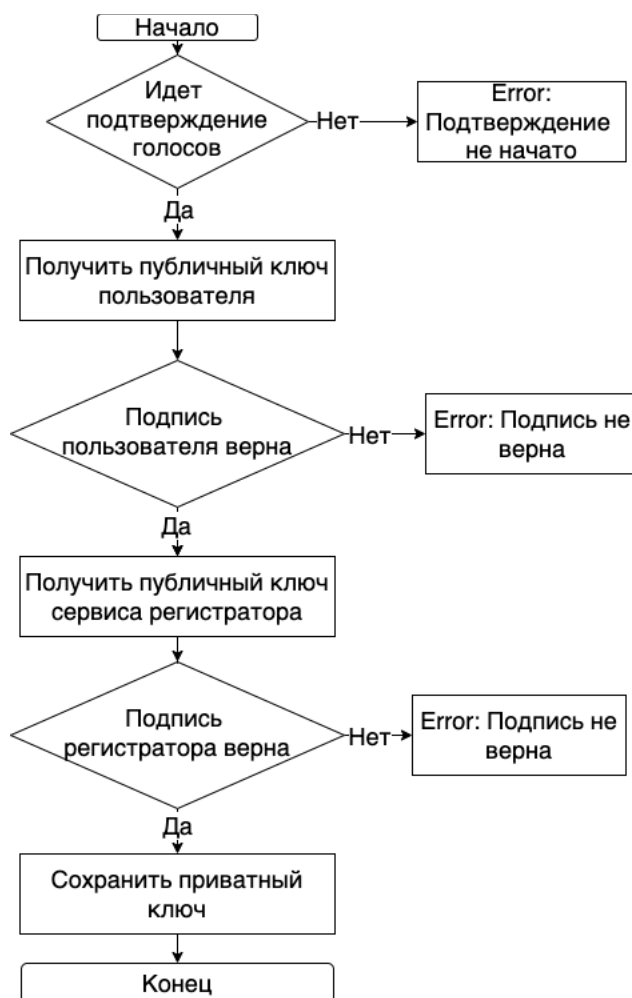 Начало
Идет
подтверждение
голосов
Нет
Error:
Подтверждение
не начато
Да
Получить публичный ключ
пользователя
Подпись
пользователя верна
Нет
Error: Подпись не
верна
Да
Получить публичный ключ
сервиса регистратора
Подпись
регистратора верна
Нет
Error: Подпись не
верна
Да
Сохранить приватный
ключ
Конец